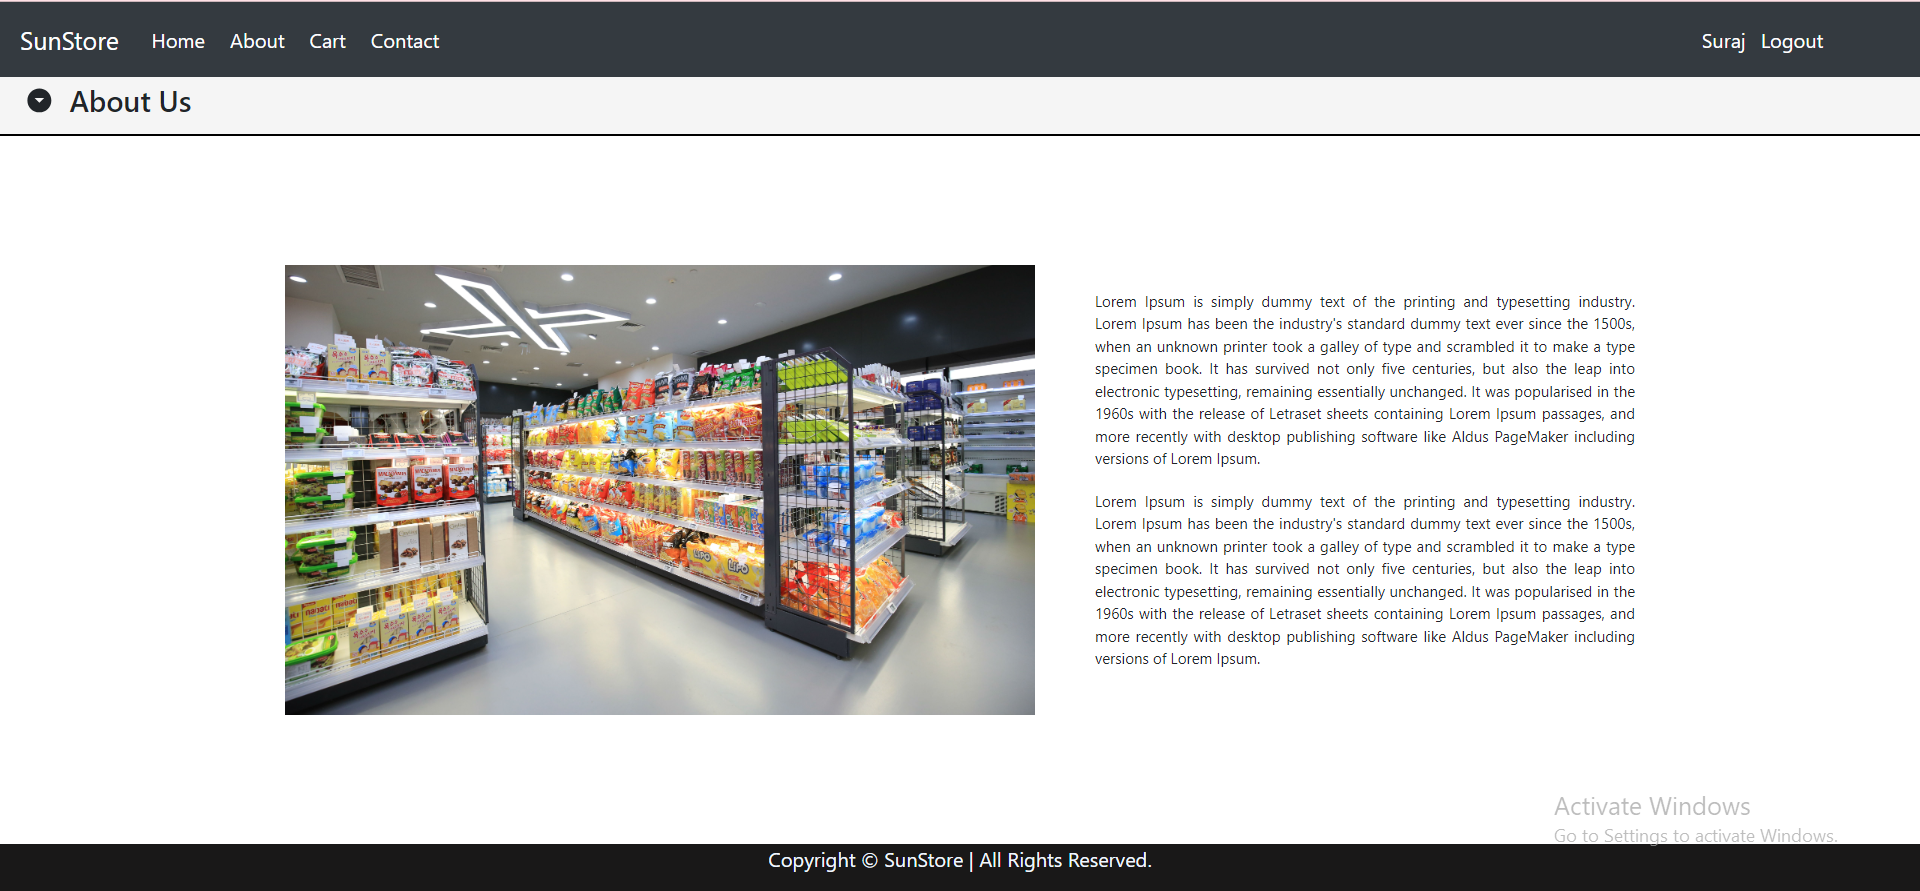 SunStore Home About Cart Contact Suraj Logout
About Us
Lorem Ipsum is simply dummy text of the printing and typesetting industry.
Lorem Ipsum has been the industry's standard dummy text ever since the 1500s,
when an unknown printer took a galley of type and scrambled it to make a type
specimen book. It has survived not only five centuries, but also the leap into
electronic typesetting, remaining essentially unchanged. It was popularised in the
1960s with the release of Letraset sheets containing Lorem Ipsum passages, and
more recently with desktop publishing software like Aldus PageMaker including
versions of Lorem Ipsum.
Lorem Ipsum is simply dummy text of the printing and typesetting industry.
Lorem Ipsum has been the industry's standard dummy text ever since the 1500s,
when an unknown printer took a galley of type and scrambled it to make a type
specimen book. It has survived not only five centuries, but also the leap into
electronic typesetting, remaining essentially unchanged. It was popularised in the
1960s with the release of Letraset sheets containing Lorem Ipsum passages, and
more recently with desktop publishing software like Aldus PageMaker including
versions of Lorem Ipsum.
LIPO
LIPO
Activate Windows
Go to Settings to activate Windows.
Copyright © SunStore | All Rights Reserved.